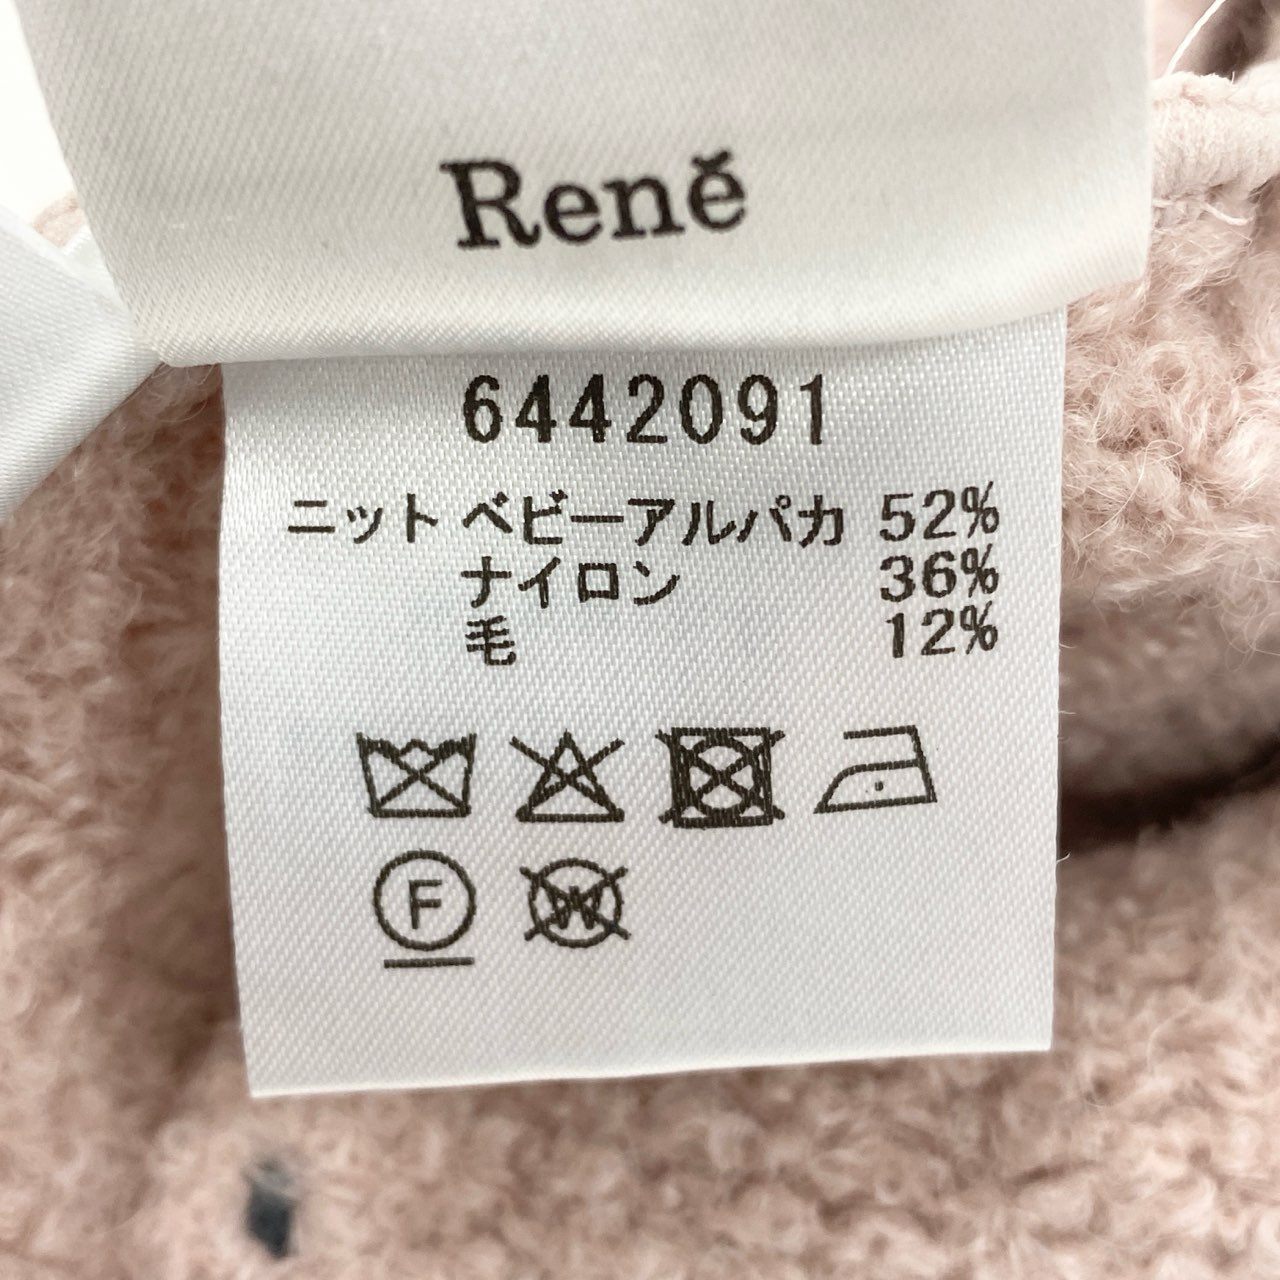 Renĕ
6442091
ニット ベビーアルパカ 52%
ナイロン 36%
毛 12%
F
W